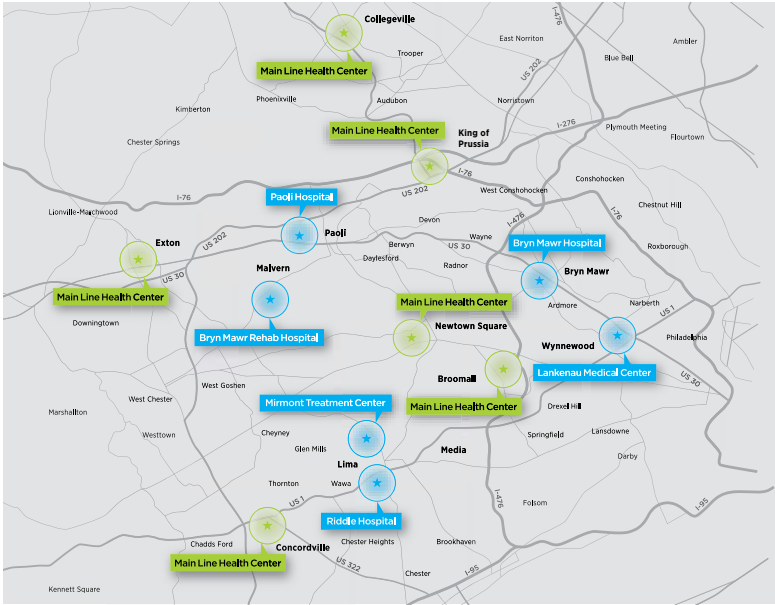 Collegeville
I-476
East Norriton
Ambler
Trooper
Blue Bell
Main Line Health Center
US 202
Phoenixville
Audubon
Norristown
Kimberton
I-276
Main Line Health Center
Plymouth Meeting
King of
Prussia
Flourtown
Chester Springs
I-76
Conshohocken
US 202
West Conshohocken
I-76
Paoli Hospital
Chestnut Hill
Lionville-Marchwood
I-476
I-76
Devon
Paoli
Wayne
US 202
Exton
Berwyn
US 30
Bryn Mawr Hospital
Roxborough
Daylesford
Radnor
Malvern
Bryn Mawr
US 30
Main Line Health Center
Main Line Health Center
Ardmore
Narberth
US 1
Downingtown
Newtown Square
Bryn Mawr Rehab Hospital
Wynnewood
Philadelphia
Lankenau Medical Center
US 30
Broomall
West Goshen
West Chester
Mirmont Treatment Center
Main Line Health Center
Drexel Hill
Marshallton
Westtown
Cheyney
Springfield
Lansdowne
Glen Mills
Media
Darby
Lima
Thornton
Wawa
US 1
I-476
Folsom
I-95
Riddle Hospital
Chadds Ford
Concordville
Chester Heights
Brookhaven
Main Line Health Center
US 322
I-95
Chester
Kennett Square